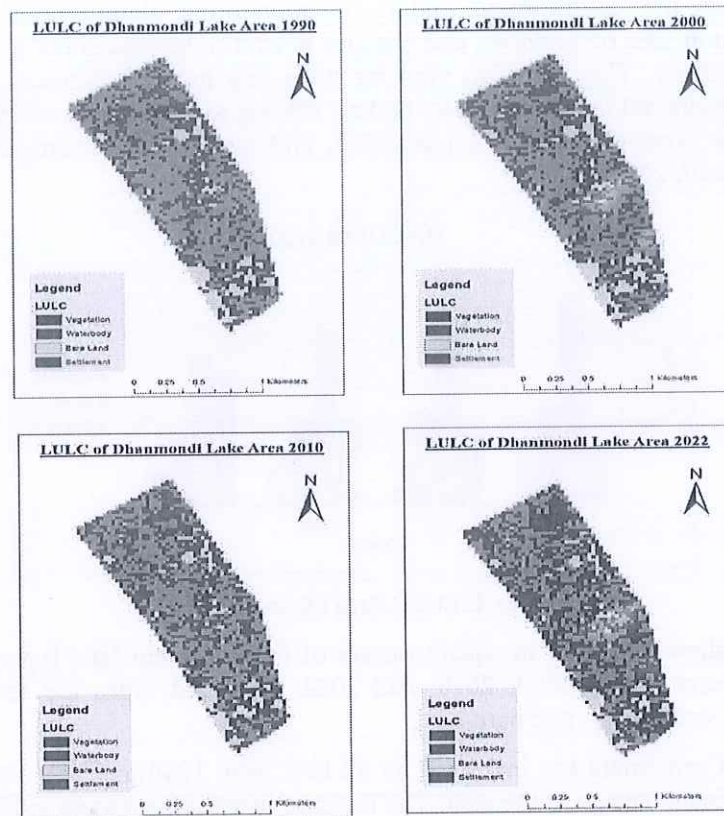 LULC of Dhanmondi Lake Area 1990
N
Legend
LULC
Vegetation
Waterbody
Bare Land
Settlement
0 0.25 0.5 1 Kilometers
LULC of Dhanmondi Lake Area 2000
N
Legend
LULC
Vegetation
Waterbody
Bare Land
Settlement
0 0.25 0.5 1 Kilometers
LULC of Dhanmondi Lake Area 2010
N
Legend
LULC
Vegetation
Waterbody
Bare Land
Settlement
0 0.25 0.5 1 Kilometers
LULC of Dhanmondi Lake Area 2022
N
Legend
LULC
Vegetation
Waterbody
Bare Land
Settlement
0 0.25 0.5 1 Kilometers